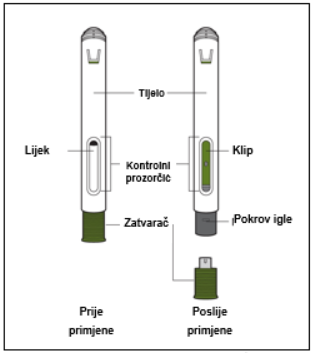 Tijelo
Lijek
Klip
Kontrolni
prozorčić
Zatvarač
Pokrov igle
Prije
primjene
Poslije
primjene